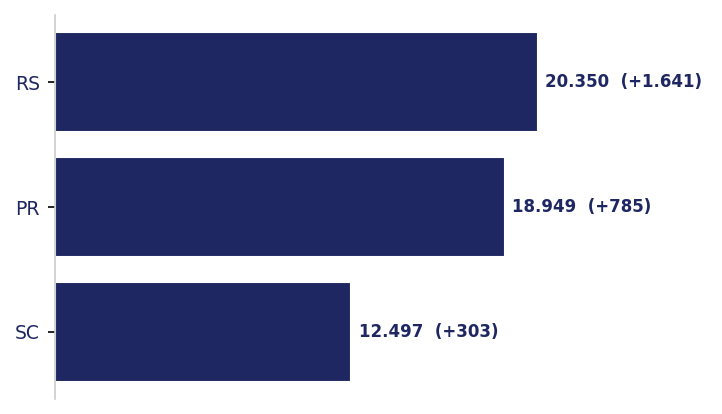 RS 20.350 (+1.641)
PR 18.949 (+785)
SC 12.497 (+303)